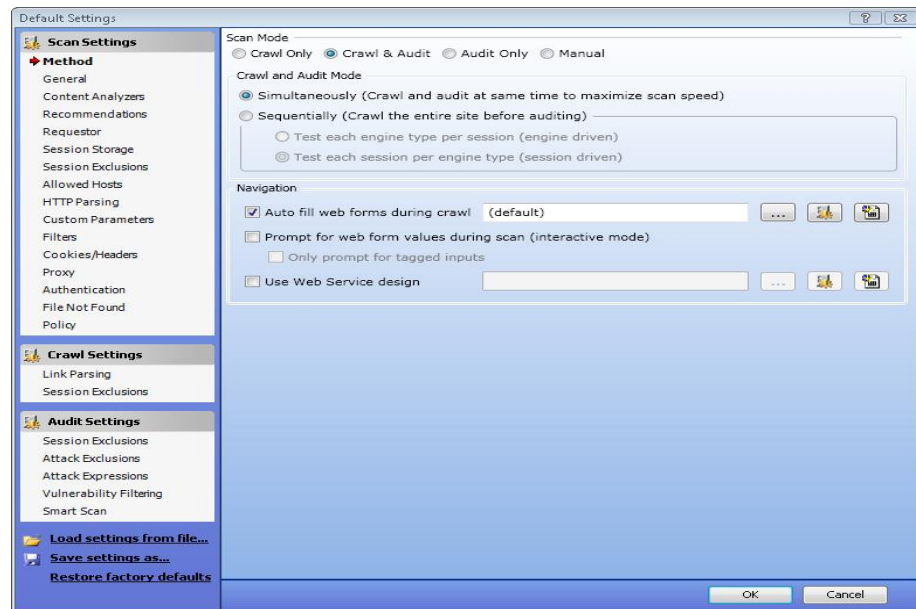 Default Settings
Scan Settings
Method
General
Content Analyzers
Recommendations
Requestor
Session Storage
Session Exclusions
Allowed Hosts
HTTP Parsing
Custom Parameters
Filters
Cookies/Headers
Proxy
Authentication
File Not Found
Policy
Crawl Settings
Link Parsing
Session Exclusions
Audit Settings
Session Exclusions
Attack Exclusions
Attack Expressions
Vulnerability Filtering
Smart Scan
Load settings from file...
Save settings as...
Restore factory defaults
Scan Mode
Crawl Only Crawl & Audit Audit Only Manual
Crawl and Audit Mode
Simultaneously (Crawl and audit at same time to maximize scan speed)
Sequentially (Crawl the entire site before auditing)
Test each engine type per session (engine driven)
Test each session per engine type (session driven)
Navigation
Auto fill web forms during crawl (default) ...
Prompt for web form values during scan (interactive mode)
Only prompt for tagged inputs
Use Web Service design ...
OK Cancel